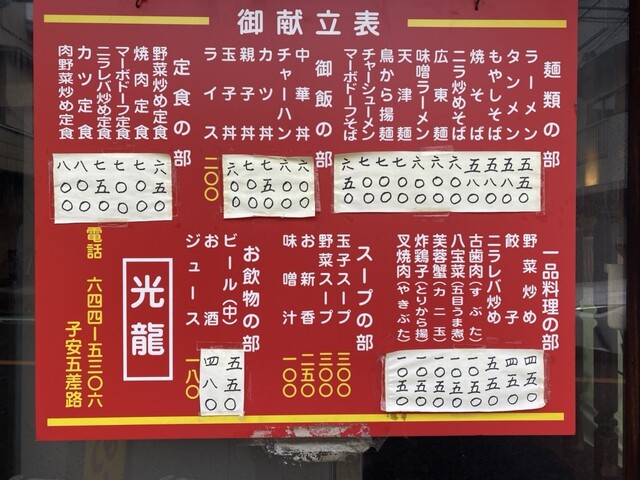 御献立表
麺類の部
ラーメン 五五〇
タンメン 五八〇
もやしそば 五八〇
焼そば 五八〇
ニラ炒めそば 六〇〇
広東麺 六〇〇
味噌ラーメン 六〇〇
天津麺 七〇〇
鳥から揚麺 七〇〇
チャーシューメン 七〇〇
マーボドーフそば 六五〇
御飯の部
中華丼 六〇〇
チャーハン 六〇〇
カツ丼 七五〇
親子丼 七〇〇
玉子丼 六〇〇
ライス 二〇〇
定食の部
野菜炒め定食 六五〇
焼肉定食 七〇〇
マーボドーフ定食 七〇〇
ニラレバ炒め定食 七五〇
カツ定食 八〇〇
肉野菜炒め定食 八〇〇
一品料理の部
野菜炒め 四五〇
餃子 四五〇
ニラレバ炒め 五五〇
古歯肉(すぶた) 一〇五〇
八宝菜(五目うま煮) 一〇五〇
芙蓉蟹(カニ玉) 一〇五〇
炸鶏子(とりから揚) 一〇五〇
叉焼肉(やきぶた) 一〇五〇
スープの部
玉子スープ 三〇〇
野菜スープ 三〇〇
お新香 二五〇
味噌汁 一〇〇
お飲物の部
ビール(中) 五五〇
お酒 四八〇
ジュース 一八〇
光龍
電話 六四四ー五三〇六
子安五差路